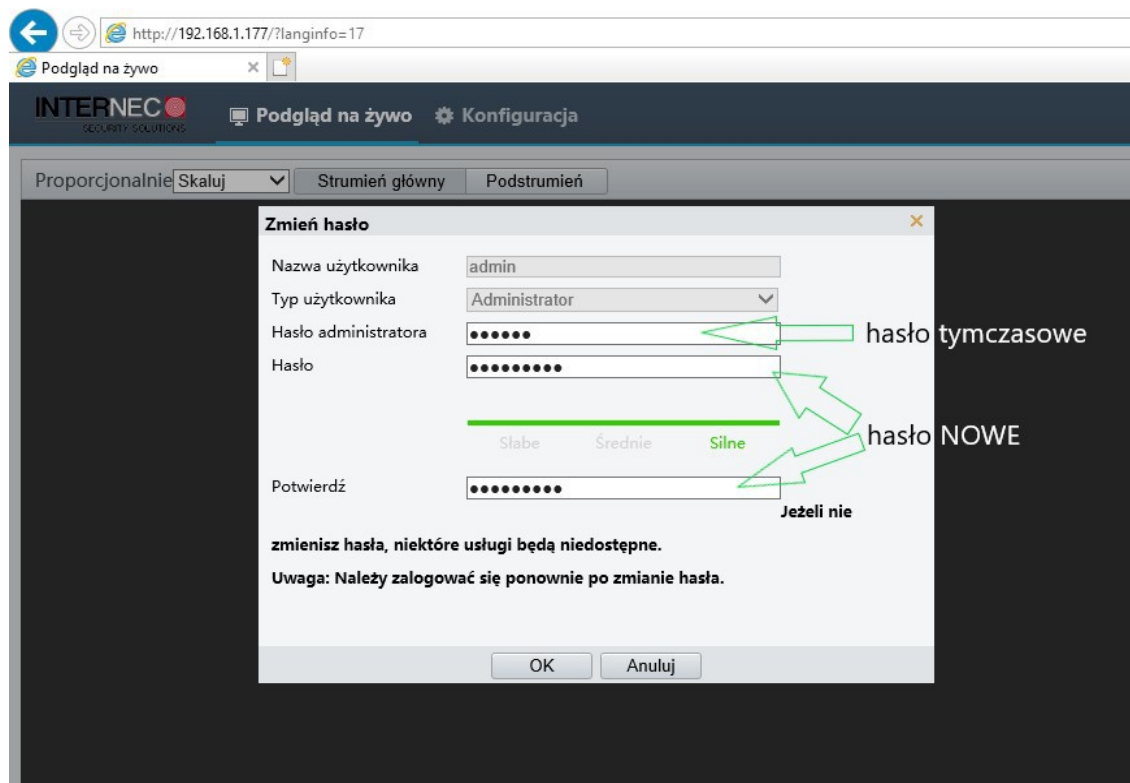 http://192.168.1.177/?langinfo=17
Podgląd na żywo
INTERNEC
SECURITY SOLUTIONS
Podgląd na żywo Konfiguracja
Proporcjonalnie Skaluj Strumień główny Podstrumień
Zmień hasło
Nazwa użytkownika admin
Typ użytkownika Administrator
Hasło administratora ●●●●●● hasło tymczasowe
Hasło ●●●●●●●●●
Słabe Średnie Silne hasło NOWE
Potwierdź ●●●●●●●●●
Jeżeli nie
zmienisz hasła, niektóre usługi będą niedostępne.
Uwaga: Należy zalogować się ponownie po zmianie hasła.
OK Anuluj